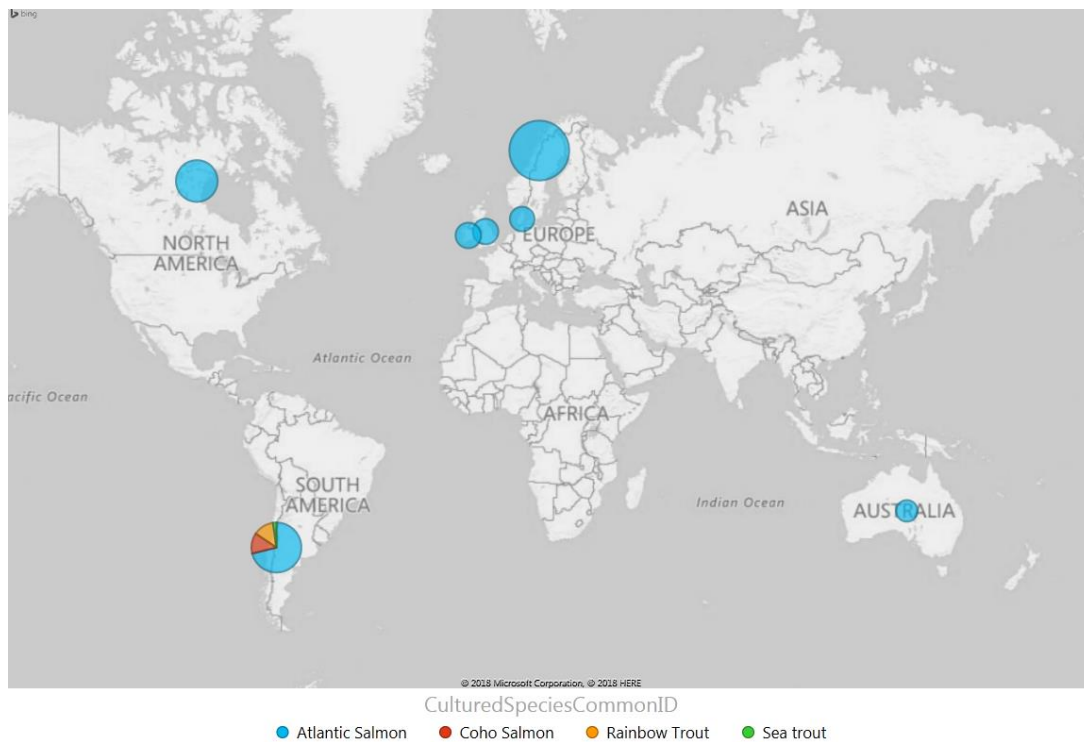 bing
ASIA
EUROPE
NORTH
AMERICA
Atlantic Ocean
acific Ocean
AFRICA
SOUTH
AMERICA
Indian Ocean
AUSTRALIA
© 2018 Microsoft Corporation, © 2018 HERE
CulturedSpeciesCommonID
Atlantic Salmon Coho Salmon Rainbow Trout Sea trout